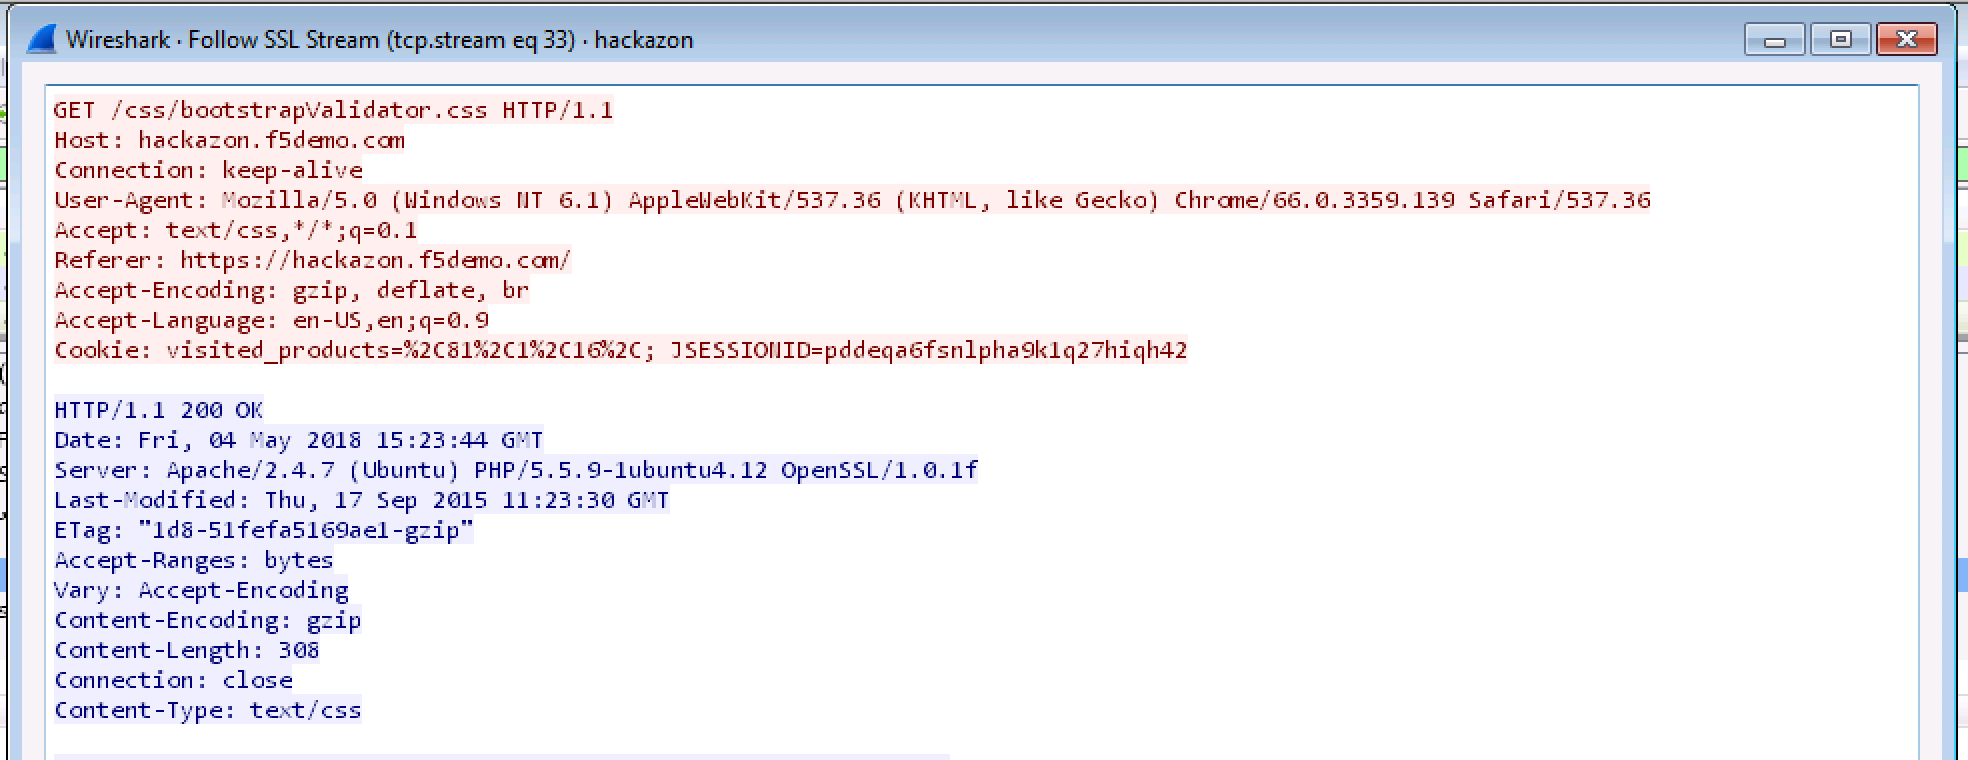 Wireshark · Follow SSL Stream (tcp.stream eq 33) · hackazon
GET /css/bootstrapValidator.css HTTP/1.1
Host: hackazon.f5demo.com
Connection: keep-alive
User-Agent: Mozilla/5.0 (Windows NT 6.1) AppleWebKit/537.36 (KHTML, like Gecko) Chrome/66.0.3359.139 Safari/537.36
Accept: text/css,*/*;q=0.1
Referer: https://hackazon.f5demo.com/
Accept-Encoding: gzip, deflate, br
Accept-Language: en-US,en;q=0.9
Cookie: visited_products=%2C81%2C1%2C16%2C; JSESSIONID=pddeqa6fsnlpha9k1q27hiqh42
HTTP/1.1 200 OK
Date: Fri, 04 May 2018 15:23:44 GMT
Server: Apache/2.4.7 (Ubuntu) PHP/5.5.9-1ubuntu4.12 OpenSSL/1.0.1f
Last-Modified: Thu, 17 Sep 2015 11:23:30 GMT
ETag: "1d8-51fefa5169ae1-gzip"
Accept-Ranges: bytes
Vary: Accept-Encoding
Content-Encoding: gzip
Content-Length: 308
Connection: close
Content-Type: text/css